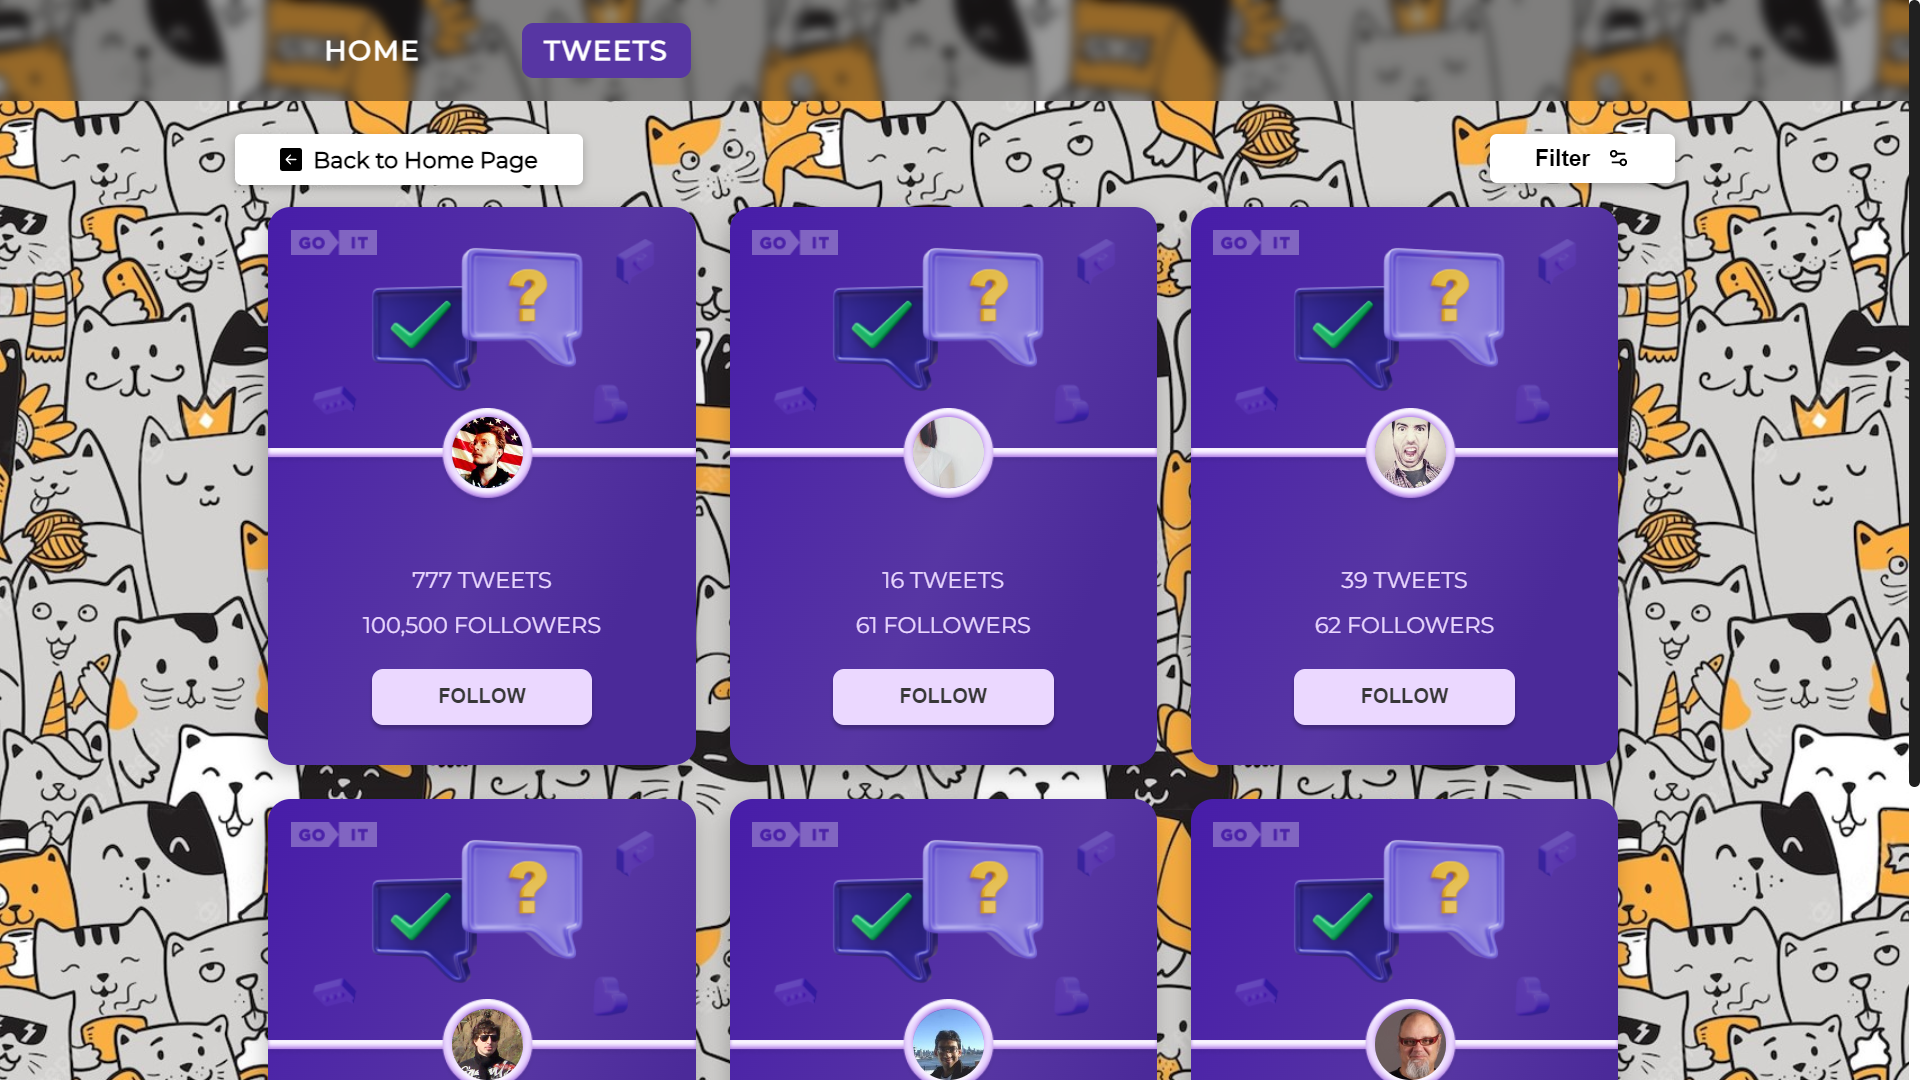 HOME TWEETS
Back to Home Page
Filter
GO IT
GO IT
GO IT
777 TWEETS
100,500 FOLLOWERS
FOLLOW
16 TWEETS
61 FOLLOWERS
FOLLOW
39 TWEETS
62 FOLLOWERS
FOLLOW
GO IT
GO IT
GO IT